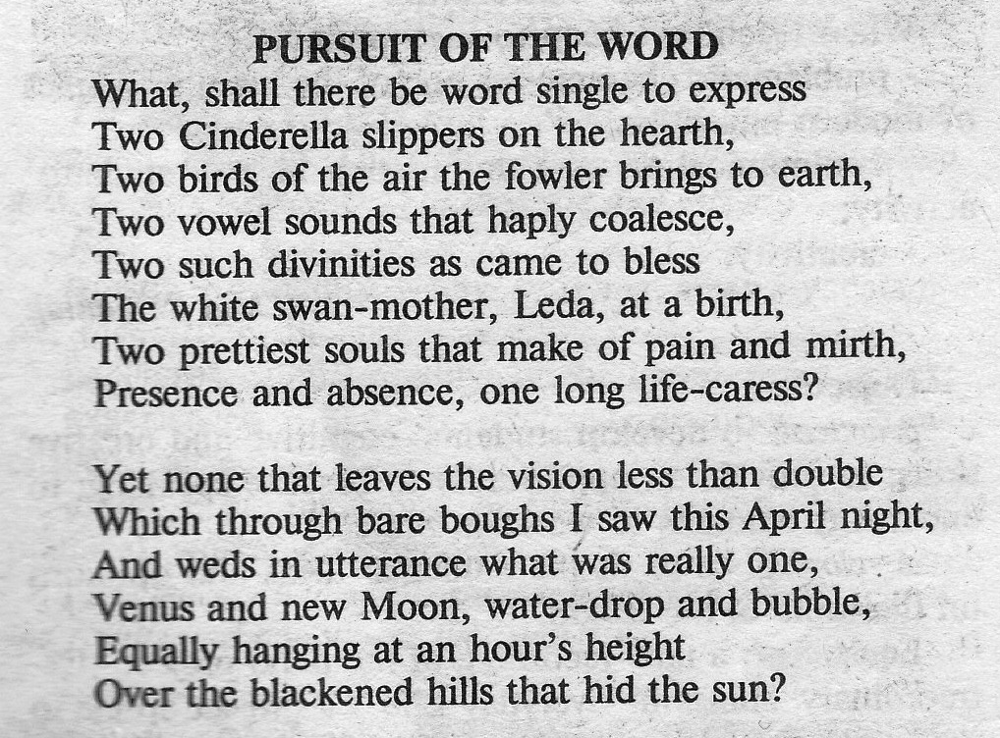 PURSUIT OF THE WORD
What, shall there be word single to express
Two Cinderella slippers on the hearth,
Two birds of the air the fowler brings to earth,
Two vowel sounds that haply coalesce,
Two such divinities as came to bless
The white swan-mother, Leda, at a birth,
Two prettiest souls that make of pain and mirth,
Presence and absence, one long life-caress?

Yet none that leaves the vision less than double
Which through bare boughs I saw this April night,
And weds in utterance what was really one,
Venus and new Moon, water-drop and bubble,
Equally hanging at an hour's height
Over the blackened hills that hid the sun?